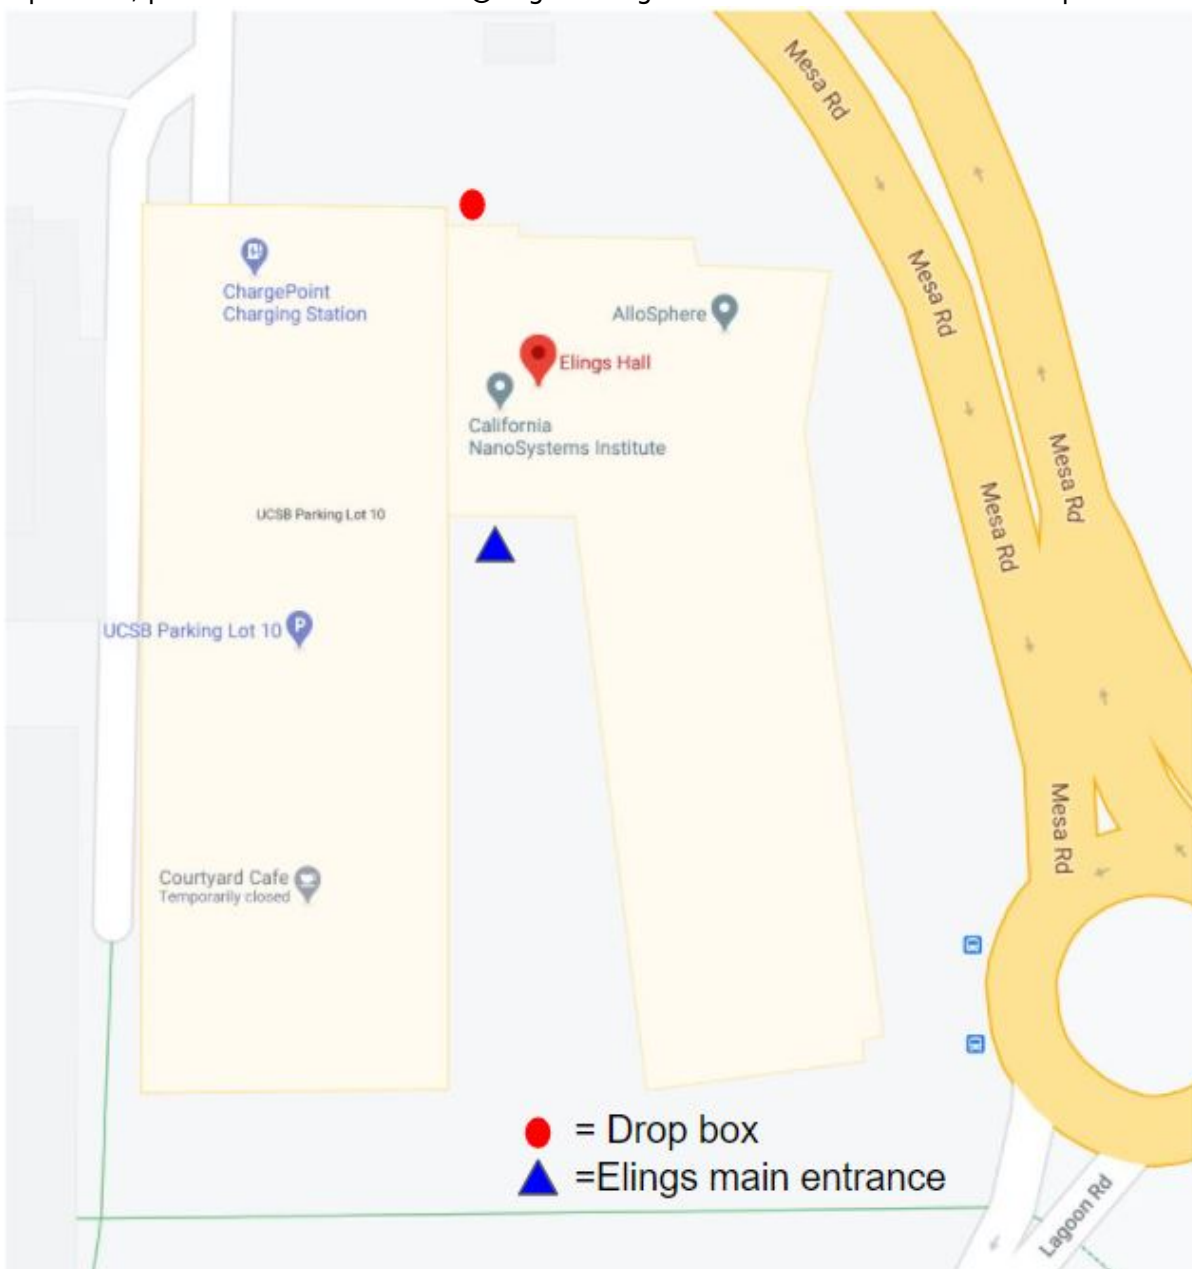 Mesa Rd
ChargePoint
Charging Station
AlloSphere
Mesa Rd
Elings Hall
California
NanoSystems Institute
Mesa Rd
UCSB Parking Lot 10
Mesa Rd
UCSB Parking Lot 10
P
Mesa Rd
Courtyard Cafe
Temporarily closed
= Drop box
=Elings main entrance
Lagoon Rd